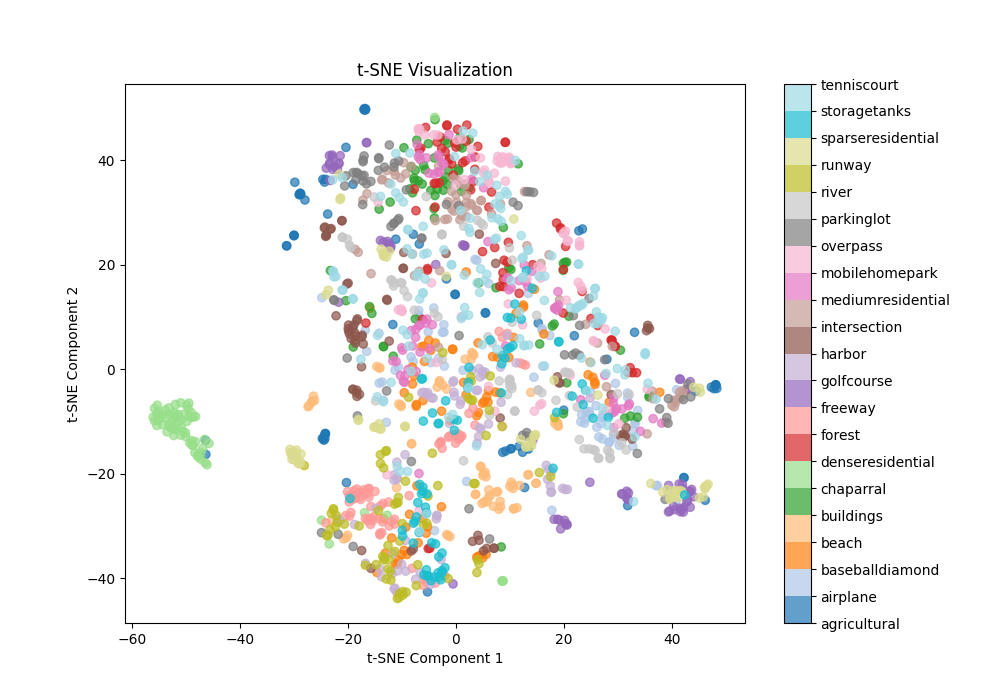 t-SNE Visualization
t-SNE Component 2
40
20
0
−20
−40
−60
−40
−20
0
20
40
t-SNE Component 1
tenniscourt
storagetanks
sparseresidential
runway
river
parkinglot
overpass
mobilehomepark
mediumresidential
intersection
harbor
golfcourse
freeway
forest
denseresidential
chaparral
buildings
beach
baseballdiamond
airplane
agricultural